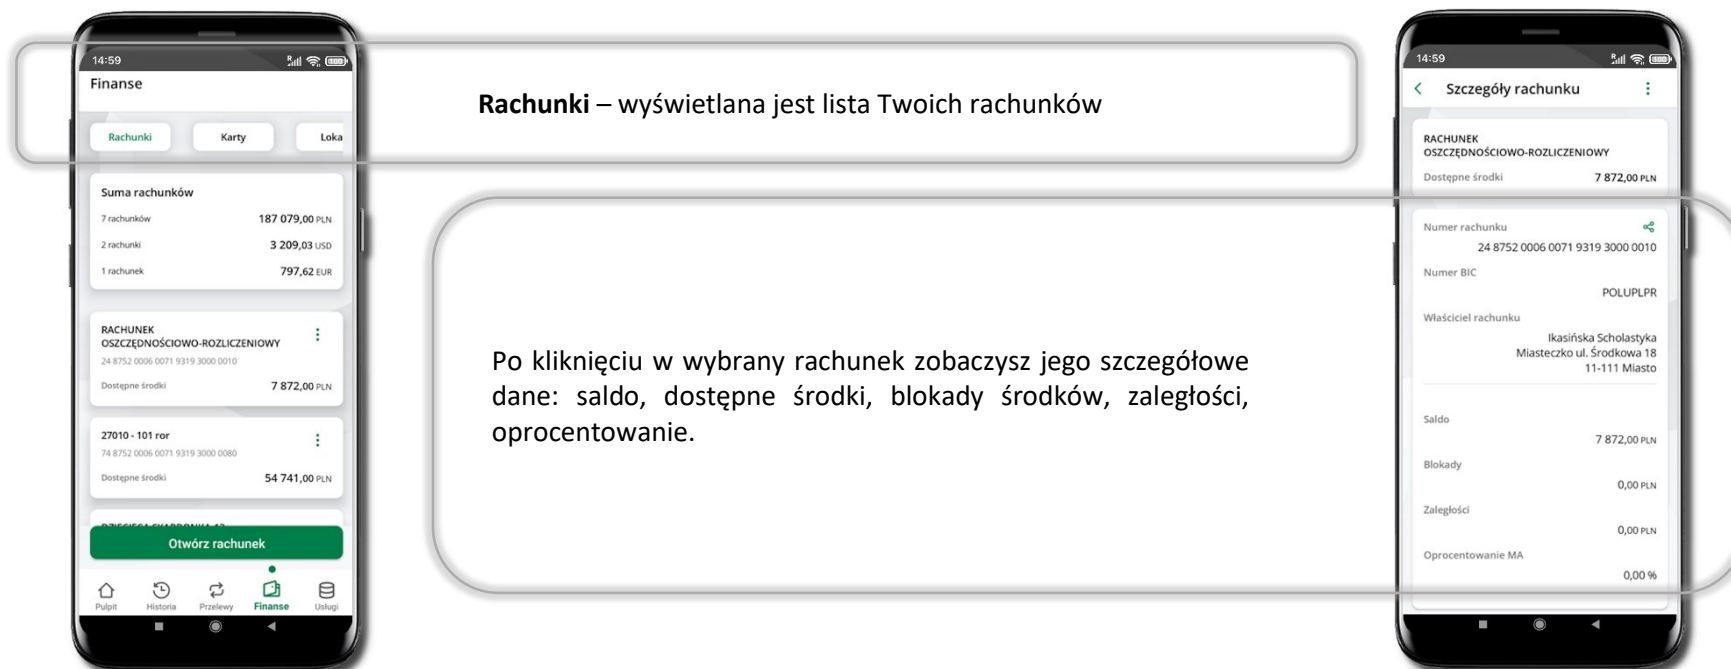 14:59
Finanse
Rachunki Karty Loka
Suma rachunków
7 rachunków 187 079,00 PLN
2 rachunki 3 209,03 USD
1 rachunek 797,62 EUR
RACHUNEK
OSZCZĘDNOŚCIOWO-ROZLICZENIOWY
24 8752 0006 0071 9319 3000 0010
Dostępne środki 7 872,00 PLN
27010 - 101 ror
74 8752 0006 0071 9319 3000 0080
Dostępne środki 54 741,00 PLN
Otwórz rachunek
Pulpit Historia Przelewy Finanse Usługi
Rachunki – wyświetlana jest lista Twoich rachunków
Po kliknięciu w wybrany rachunek zobaczysz jego szczegółowe
dane: saldo, dostępne środki, blokady środków, zaległości,
oprocentowanie.
14:59
Szczegóły rachunku
RACHUNEK
OSZCZĘDNOŚCIOWO-ROZLICZENIOWY
Dostępne środki 7 872,00 PLN
Numer rachunku
24 8752 0006 0071 9319 3000 0010
Numer BIC
POLUPLPR
Właściciel rachunku
Ikasińska Scholastyka
Miasteczko ul. Środkowa 18
11-111 Miasto
Saldo
7 872,00 PLN
Blokady
0,00 PLN
Zaległości
0,00 PLN
Oprocentowanie MA
0,00 %